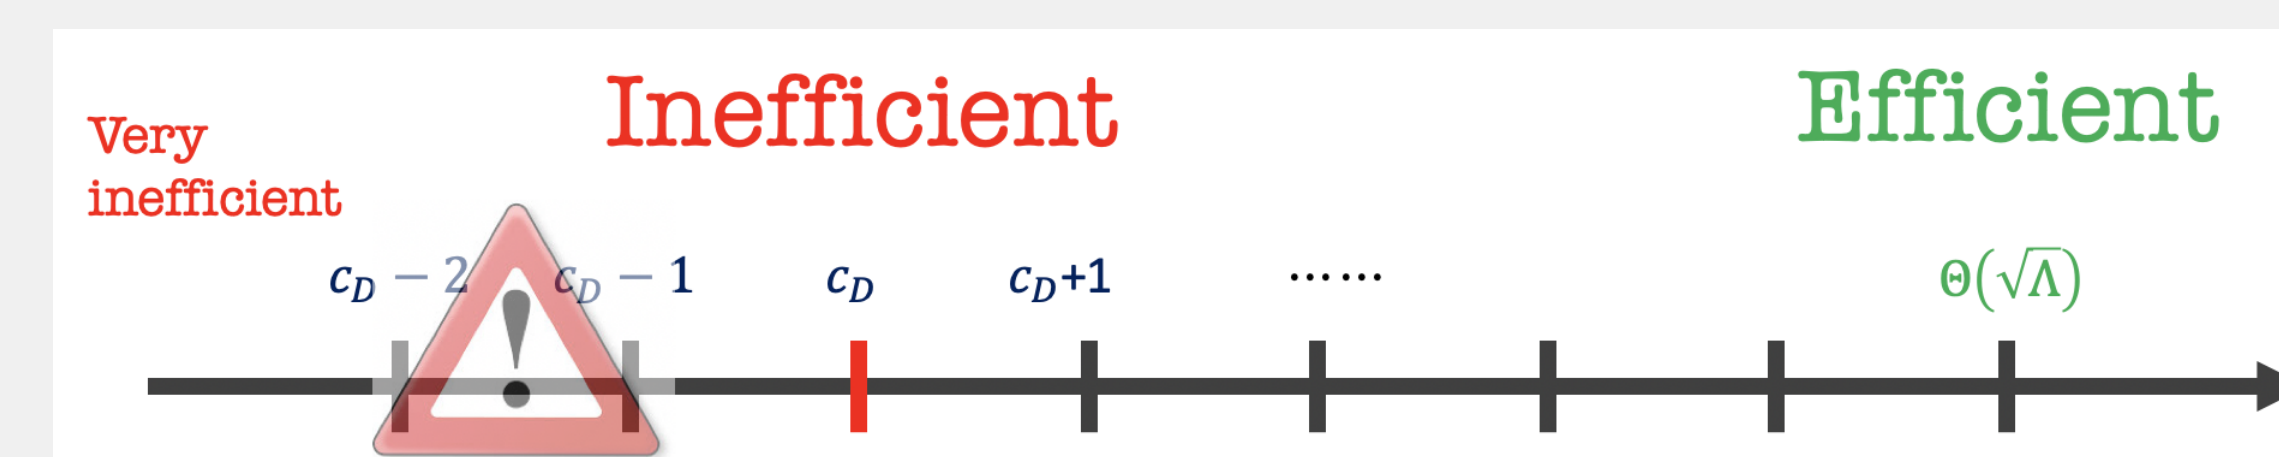 Very
inefficient
Inefficient
Efficient
c_D − 2
c_D − 1
c_D
c_D+1
……
Θ(√Λ)